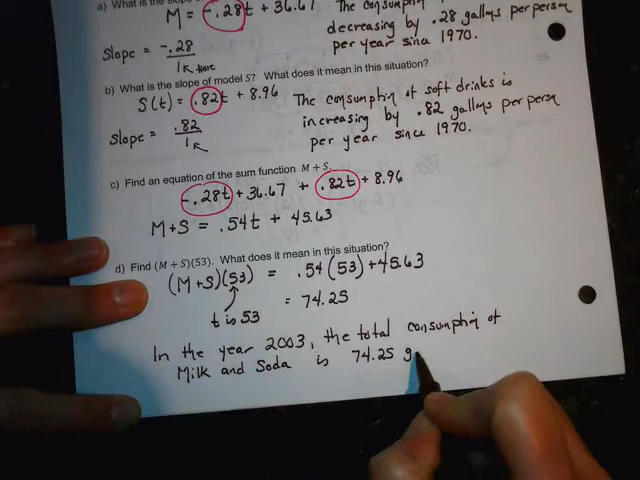 a) What is the slope
M = -.28t + 36.67
The consumption
decreasing by .28 gallons per person
per year since 1970.
Slope = -.28
1 time
b) What is the slope of model S? What does it mean in this situation?
S(t) = .82t + 8.96
The consumption of soft drinks is
increasing by .82 gallons per person
per year since 1970.
Slope = .82
1
c) Find an equation of the sum function M + S.
-.28t + 36.67 + .82t + 8.96
M+S = .54t + 45.63
d) Find (M + S)(53). What does it mean in this situation?
(M+S)(53) = .54(53)+45.63
= 74.25
t is 53
In the year 2003, the total consumption of
Milk and Soda is 74.25 g